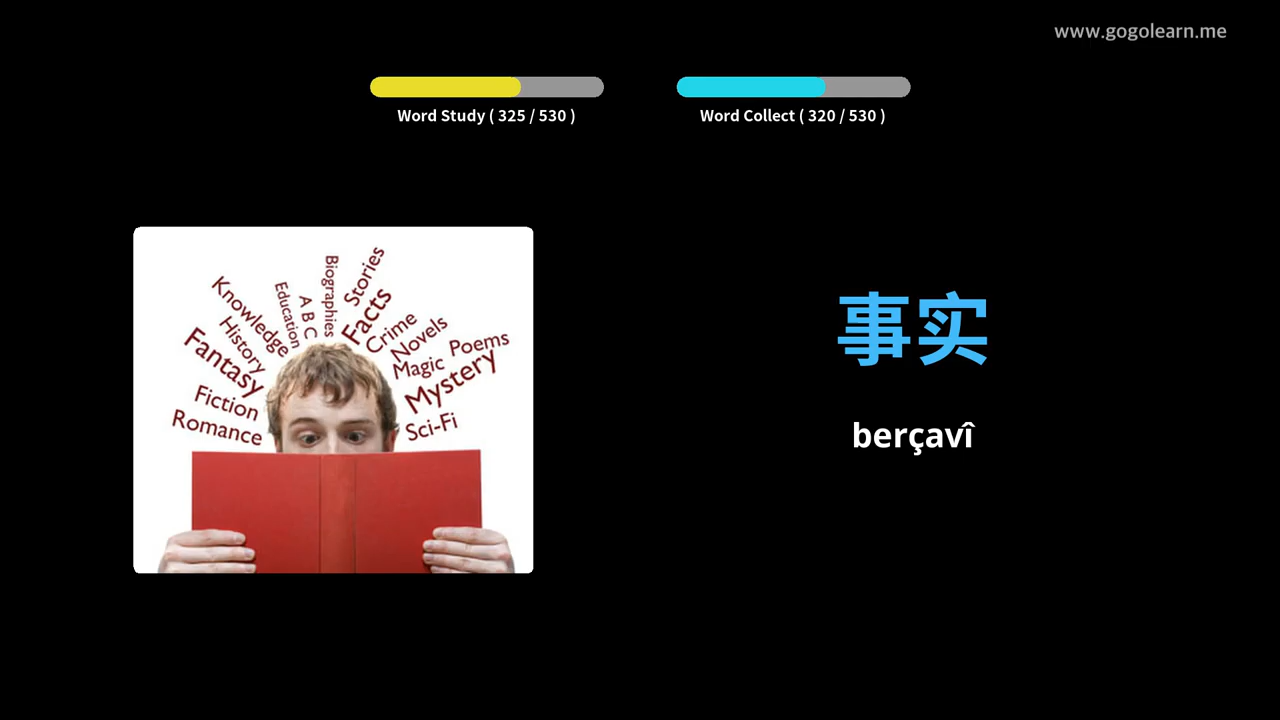 www.gogolearn.me
Word Study ( 325 / 530 )
Word Collect ( 320 / 530 )
Stories
Biographies
Facts
A B C
Education
Knowledge
Crime
History
Novels
Poems
Fantasy
Magic
Mystery
Fiction
Sci-Fi
Romance
事实
berçavî